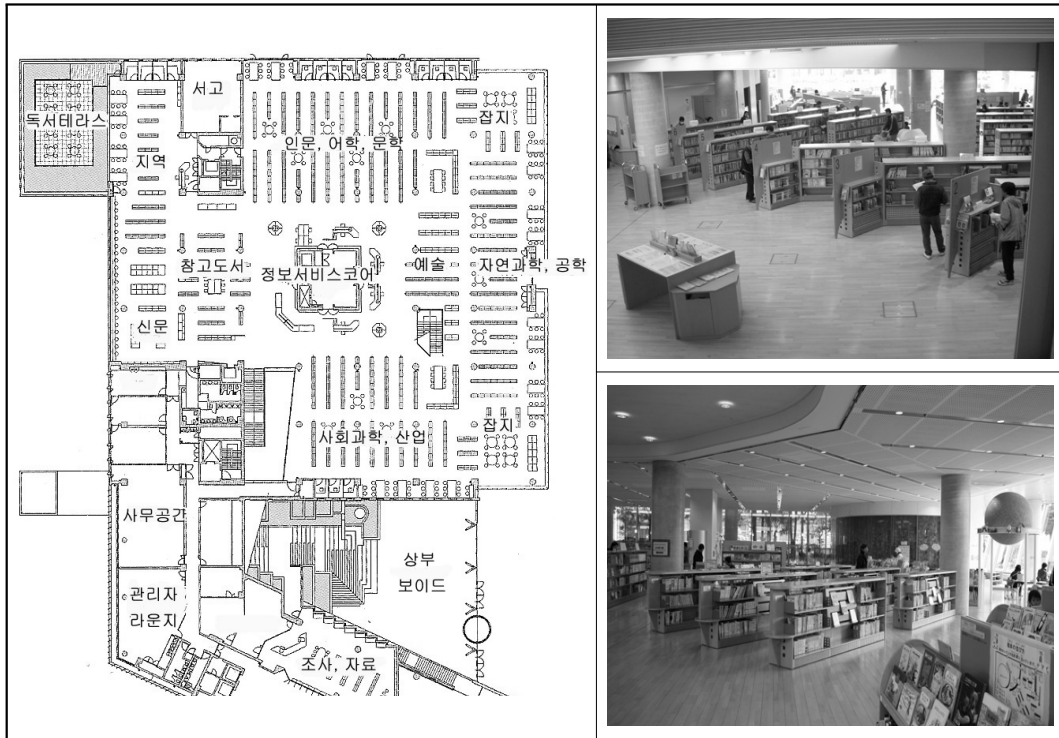 서고
잡지
독서테라스
지역
인문, 어학, 문학
참고도서
정보서비스코어
예술
자연과학, 공학
신문
사회과학, 산업
잡지
사무공간
상부
보이드
관리자
라운지
조사, 자료